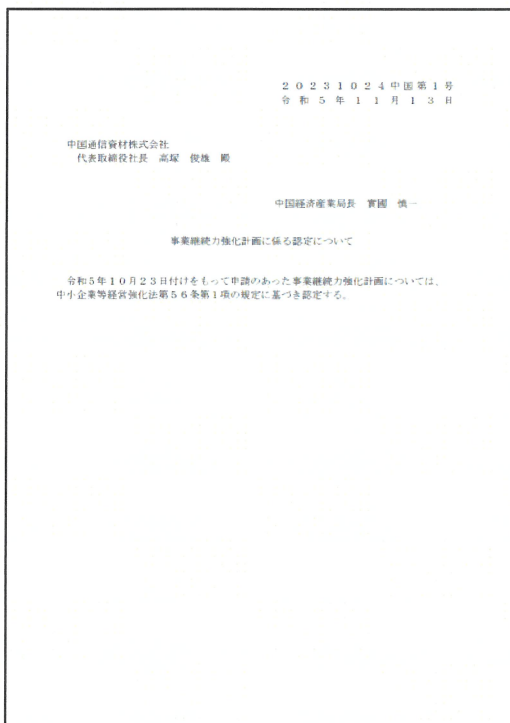 ２０２３１０２４中国第１号
令和５年１１月１３日
中国通信資材株式会社
代表取締役社長　高塚　俊雄　殿
中国経済産業局長　實國　慎一
事業継続力強化計画に係る認定について
令和５年１０月２３日付けをもって申請のあった事業継続力強化計画については、
中小企業等経営強化法第５６条第１項の規定に基づき認定する。